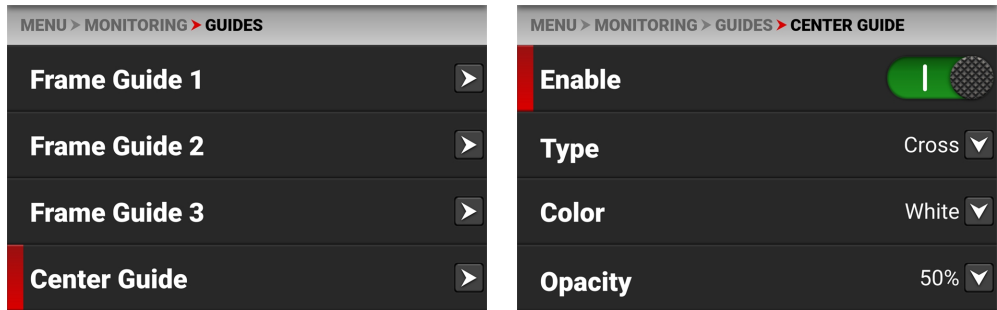 MENU > MONITORING > GUIDES
Frame Guide 1
Frame Guide 2
Frame Guide 3
Center Guide
MENU > MONITORING > GUIDES > CENTER GUIDE
Enable
Type Cross
Color White
Opacity 50%